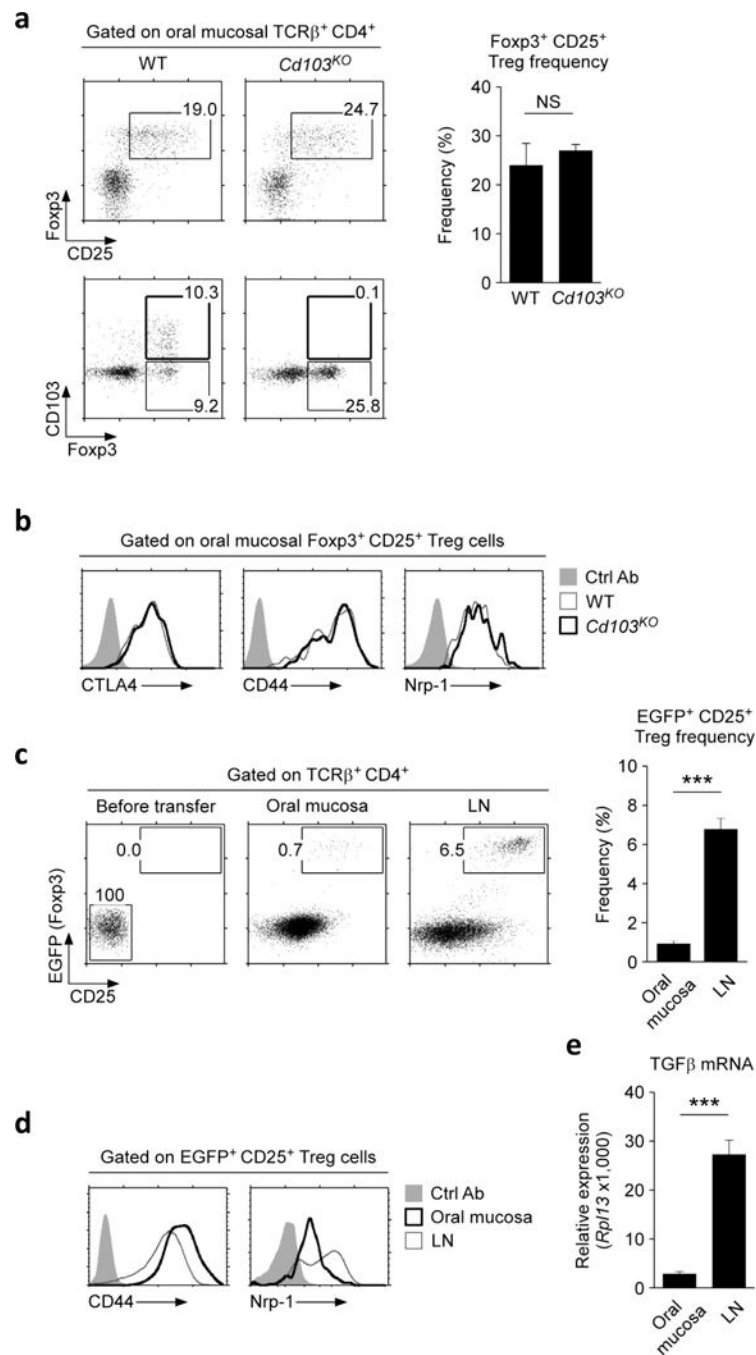 a
Gated on oral mucosal TCRβ⁺ CD4⁺
WT
Cd103ᴷᴼ
19.0
24.7
Foxp3
CD25
10.3
0.1
9.2
25.8
CD103
Foxp3
Foxp3⁺ CD25⁺
Treg frequency
NS
Frequency (%)
40
30
20
10
0
WT
Cd103ᴷᴼ
b
Gated on oral mucosal Foxp3⁺ CD25⁺ Treg cells
Ctrl Ab
WT
Cd103ᴷᴼ
CTLA4
CD44
Nrp-1
c
Gated on TCRβ⁺ CD4⁺
Before transfer
Oral mucosa
LN
0.0
100
0.7
6.5
EGFP (Foxp3)
CD25
EGFP⁺ CD25⁺
Treg frequency
***
Frequency (%)
10
8
6
4
2
0
Oral
mucosa
LN
d
Gated on EGFP⁺ CD25⁺ Treg cells
Ctrl Ab
Oral mucosa
LN
CD44
Nrp-1
e
TGFβ mRNA
***
Relative expression
(Rpl13 x1,000)
40
30
20
10
0
Oral
mucosa
LN